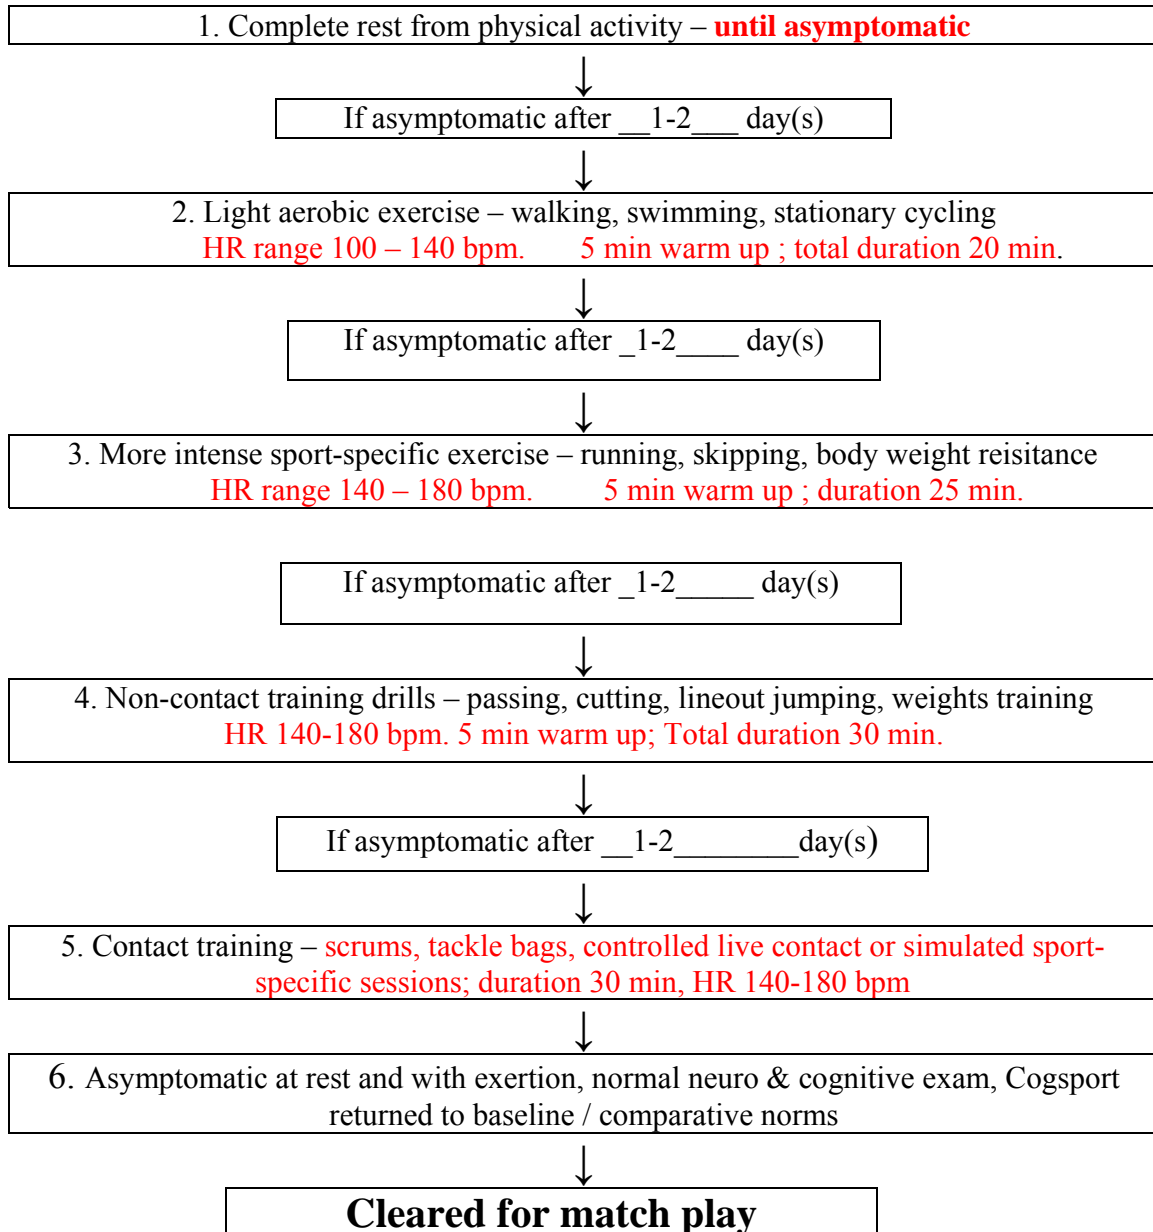 1. Complete rest from physical activity – until asymptomatic
If asymptomatic after __1-2___ day(s)
2. Light aerobic exercise – walking, swimming, stationary cycling
HR range 100 – 140 bpm. 5 min warm up ; total duration 20 min.
If asymptomatic after _1-2____ day(s)
3. More intense sport-specific exercise – running, skipping, body weight reisitance
HR range 140 – 180 bpm. 5 min warm up ; duration 25 min.
If asymptomatic after _1-2_____ day(s)
4. Non-contact training drills – passing, cutting, lineout jumping, weights training
HR 140-180 bpm. 5 min warm up; Total duration 30 min.
If asymptomatic after __1-2________day(s)
5. Contact training – scrums, tackle bags, controlled live contact or simulated sport-
specific sessions; duration 30 min, HR 140-180 bpm
6. Asymptomatic at rest and with exertion, normal neuro & cognitive exam, Cogsport
returned to baseline / comparative norms
Cleared for match play